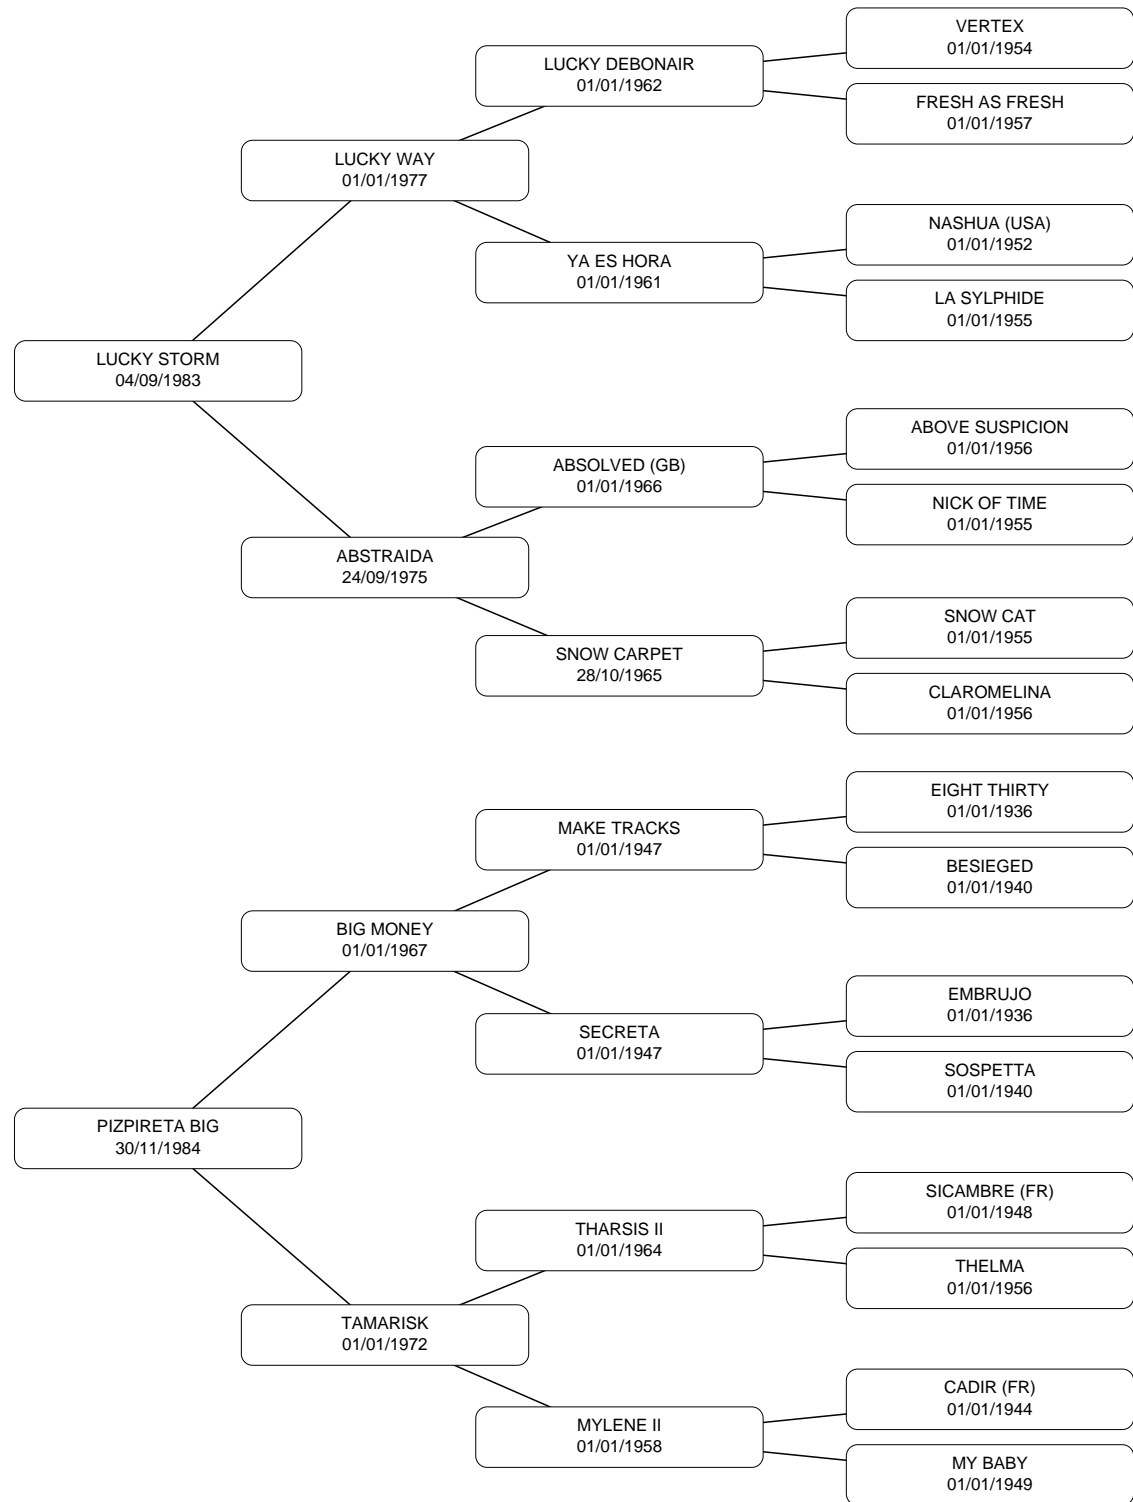 VERTEX
01/01/1954
LUCKY DEBONAIR
01/01/1962
FRESH AS FRESH
01/01/1957
LUCKY WAY
01/01/1977
NASHUA (USA)
01/01/1952
YA ES HORA
01/01/1961
LA SYLPHIDE
01/01/1955
LUCKY STORM
04/09/1983
ABOVE SUSPICION
01/01/1956
ABSOLVED (GB)
01/01/1966
NICK OF TIME
01/01/1955
ABSTRAIDA
24/09/1975
SNOW CAT
01/01/1955
SNOW CARPET
28/10/1965
CLAROMELINA
01/01/1956
EIGHT THIRTY
01/01/1936
MAKE TRACKS
01/01/1947
BESIEGED
01/01/1940
BIG MONEY
01/01/1967
EMBRUJO
01/01/1936
SECRETA
01/01/1947
SOSPETTA
01/01/1940
PIZPIRETA BIG
30/11/1984
SICAMBRE (FR)
01/01/1948
THARSIS II
01/01/1964
THELMA
01/01/1956
TAMARISK
01/01/1972
CADIR (FR)
01/01/1944
MYLENE II
01/01/1958
MY BABY
01/01/1949